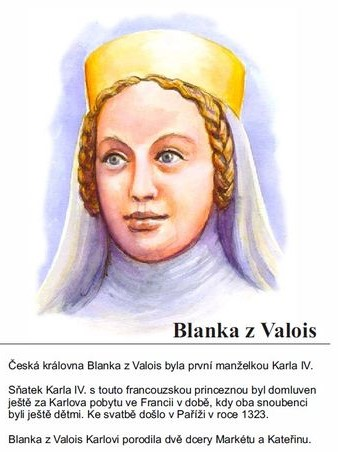 Blanka z Valois
Česká královna Blanka z Valois byla první manželkou Karla IV.
Sňatek Karla IV. s touto francouzskou princeznou byl domluven
ještě za Karlova pobytu ve Francii v době, kdy oba snoubenci
byli ještě dětmi. Ke svatbě došlo v Paříži v roce 1323.
Blanka z Valois Karlovi porodila dvě dcery Markétu a Kateřinu.